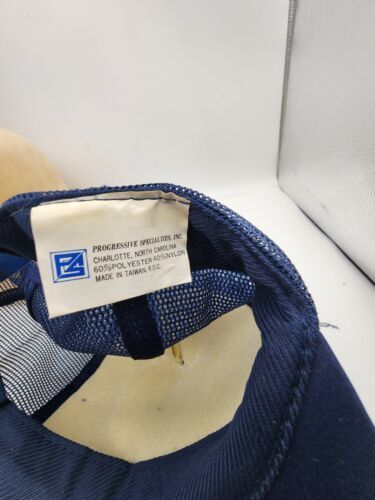 PROGRESSIVE SPECIALTIES, INC.
CHARLOTTE, NORTH CAROLINA
60%POLYESTER 40%NYLON
MADE IN TAIWAN, R.O.C.